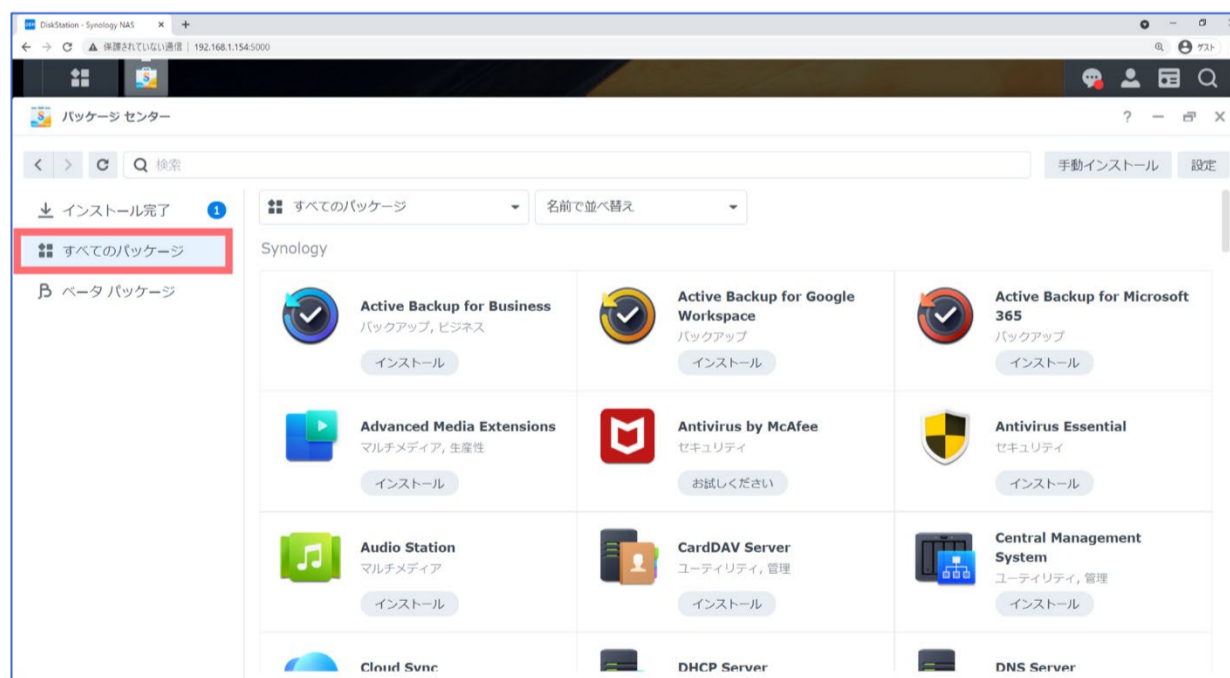 DiskStation - Synology NAS
保護されていない通信 | 192.168.1.154:5000
ゲスト
パッケージ センター
検索
手動インストール
設定
インストール完了
1
すべてのパッケージ
名前で並べ替え
すべてのパッケージ
ベータ パッケージ
Synology
Active Backup for Business
バックアップ, ビジネス
インストール
Active Backup for Google
Workspace
バックアップ
インストール
Active Backup for Microsoft
365
バックアップ
インストール
Advanced Media Extensions
マルチメディア, 生産性
インストール
Antivirus by McAfee
セキュリティ
お試しください
Antivirus Essential
セキュリティ
インストール
Audio Station
マルチメディア
インストール
CardDAV Server
ユーティリティ, 管理
インストール
Central Management
System
ユーティリティ, 管理
インストール
Cloud Sync
DHCP Server
DNS Server